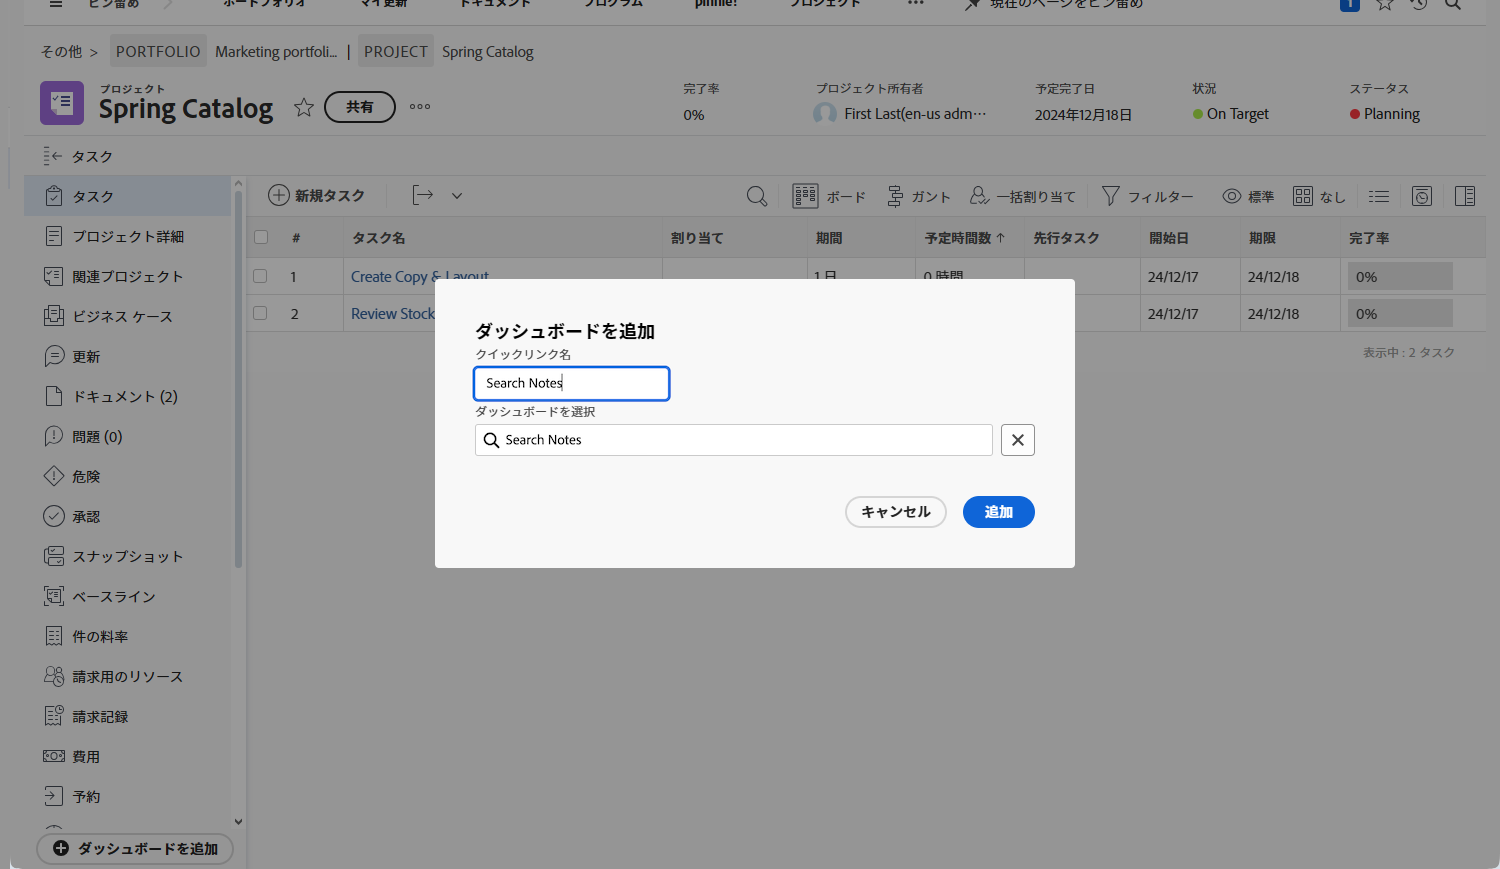 ピン留め ポートフォリオ マイ更新 ドキュメント プログラム pinnie! プロジェクト ••• 現在のページをピン留め 1
その他 > PORTFOLIO Marketing portfoli... | PROJECT Spring Catalog
プロジェクト
Spring Catalog 共有
完了率 プロジェクト所有者 予定完了日 状況 ステータス
0% First Last(en-us adm… 2024年12月18日 On Target Planning
タスク
タスク
プロジェクト詳細
関連プロジェクト
ビジネス ケース
更新
ドキュメント (2)
問題 (0)
危険
承認
スナップショット
ベースライン
件の料率
請求用のリソース
請求記録
費用
予約
ダッシュボードを追加
新規タスク ボード ガント 一括割り当て フィルター 標準 なし
# タスク名 割り当て 期間 予定時間数 ↑ 先行タスク 開始日 期限 完了率
1 Create Copy & Layout 1 日 0 時間 24/12/17 24/12/18 0%
2 Review Stock 24/12/17 24/12/18 0%
表示中 : 2 タスク
ダッシュボードを追加
クイックリンク名
Search Notes
ダッシュボードを選択
Search Notes
キャンセル 追加